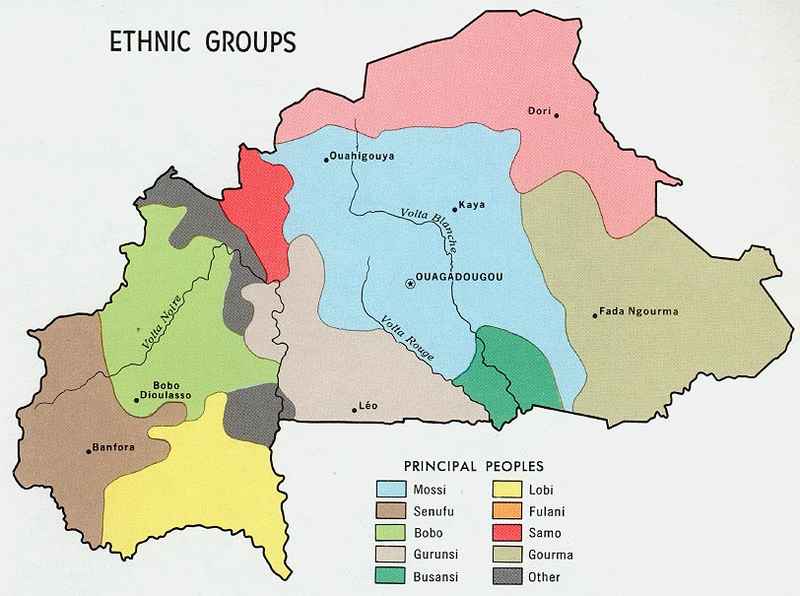 ETHNIC GROUPS
Dori
Ouahigouya
Kaya
Volta Blanche
OUAGADOUGOU
Fada Ngourma
Volta Noire
Volta Rouge
Bobo
Dioulasso
Léo
Banfora
PRINCIPAL PEOPLES
Mossi
Senufu
Bobo
Gurunsi
Busansi
Lobi
Fulani
Samo
Gourma
Other